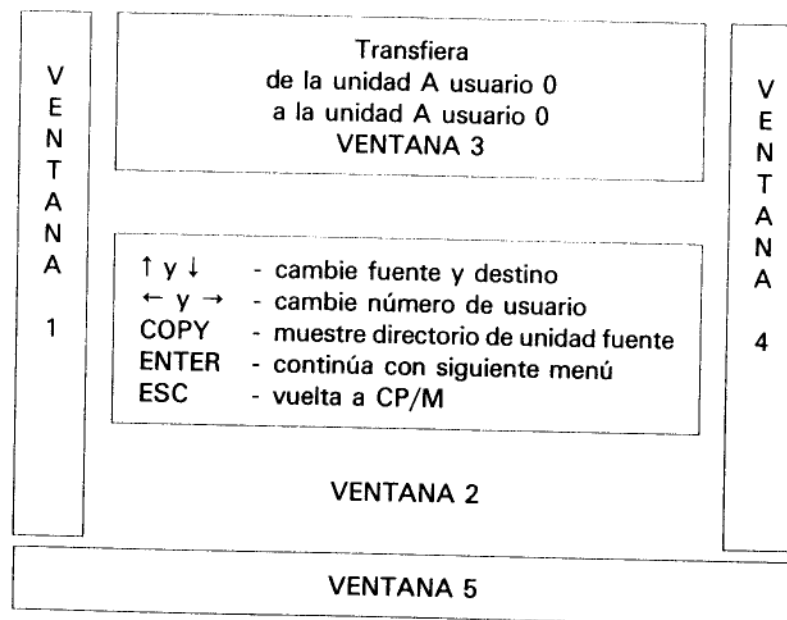 VENTANA 1
Transfiera
de la unidad A usuario 0
a la unidad A usuario 0
VENTANA 3
↑ y ↓ - cambie fuente y destino
← y → - cambie número de usuario
COPY - muestre directorio de unidad fuente
ENTER - continúa con siguiente menú
ESC - vuelta a CP/M
VENTANA 2
VENTANA 4
VENTANA 5